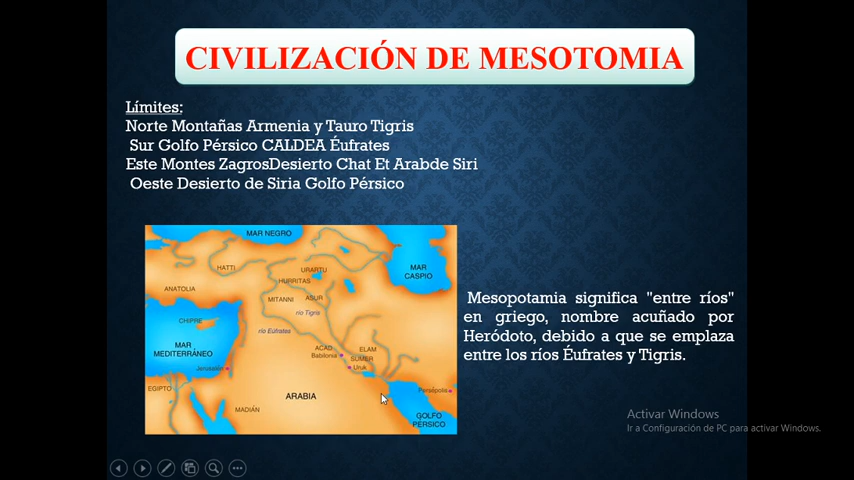 CIVILIZACIÓN DE MESOTOMIA
Límites:
Norte Montañas Armenia y Tauro Tigris
Sur Golfo Pérsico CALDEA Éufrates
Este Montes ZagrosDesierto Chat Et Arabde Siri
Oeste Desierto de Siria Golfo Pérsico
MAR NEGRO
HATTI
URARTU
MAR
CASPIO
HURRITAS
ANATOLIA
MITANNI
ASUR
río Tigris
CHIPRE
río Eúfrates
MAR
MEDITERRÁNEO
ACAD
ELAM
Babilonia
SUMER
Uruk
Jerusalén
EGIPTO
Persépolis
ARABIA
MADIÁN
GOLFO
PÉRSICO
Mesopotamia significa "entre ríos"
en griego, nombre acuñado por
Heródoto, debido a que se emplaza
entre los ríos Éufrates y Tigris.
Activar Windows
Ir a Configuración de PC para activar Windows.